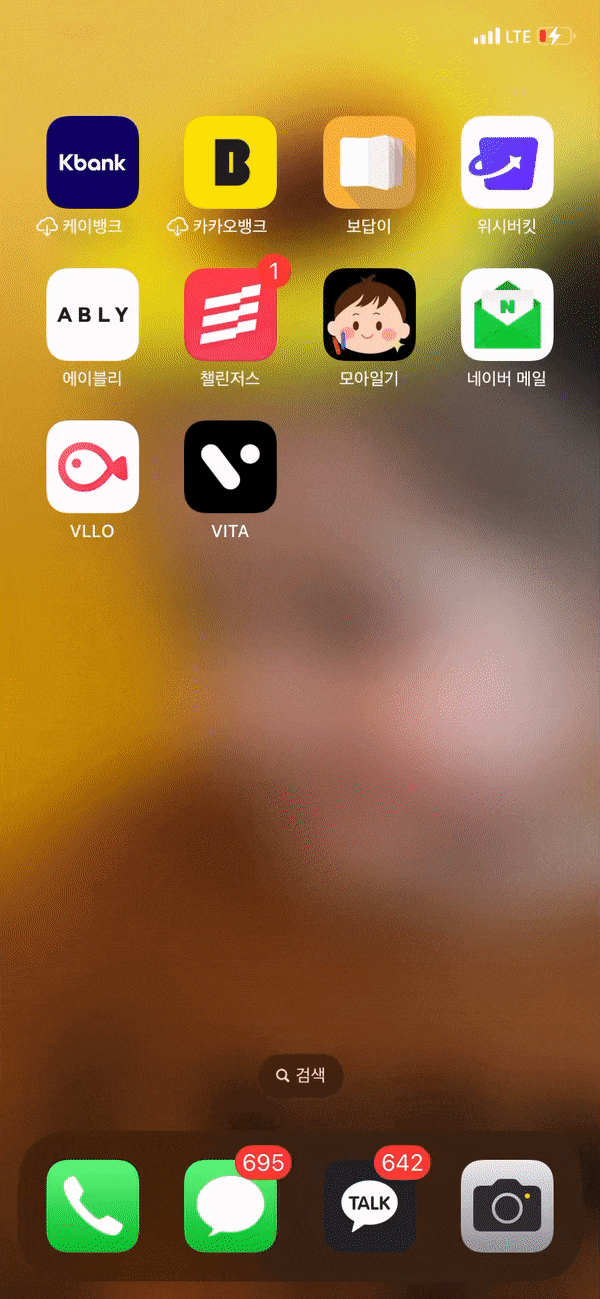 LTE
Kbank
케이뱅크
B
카카오뱅크
보답이
위시버킷
ABLY
에이블리
1
챌린저스
모아일기
N
네이버 메일
VLLO
VITA
검색
695
642
TALK